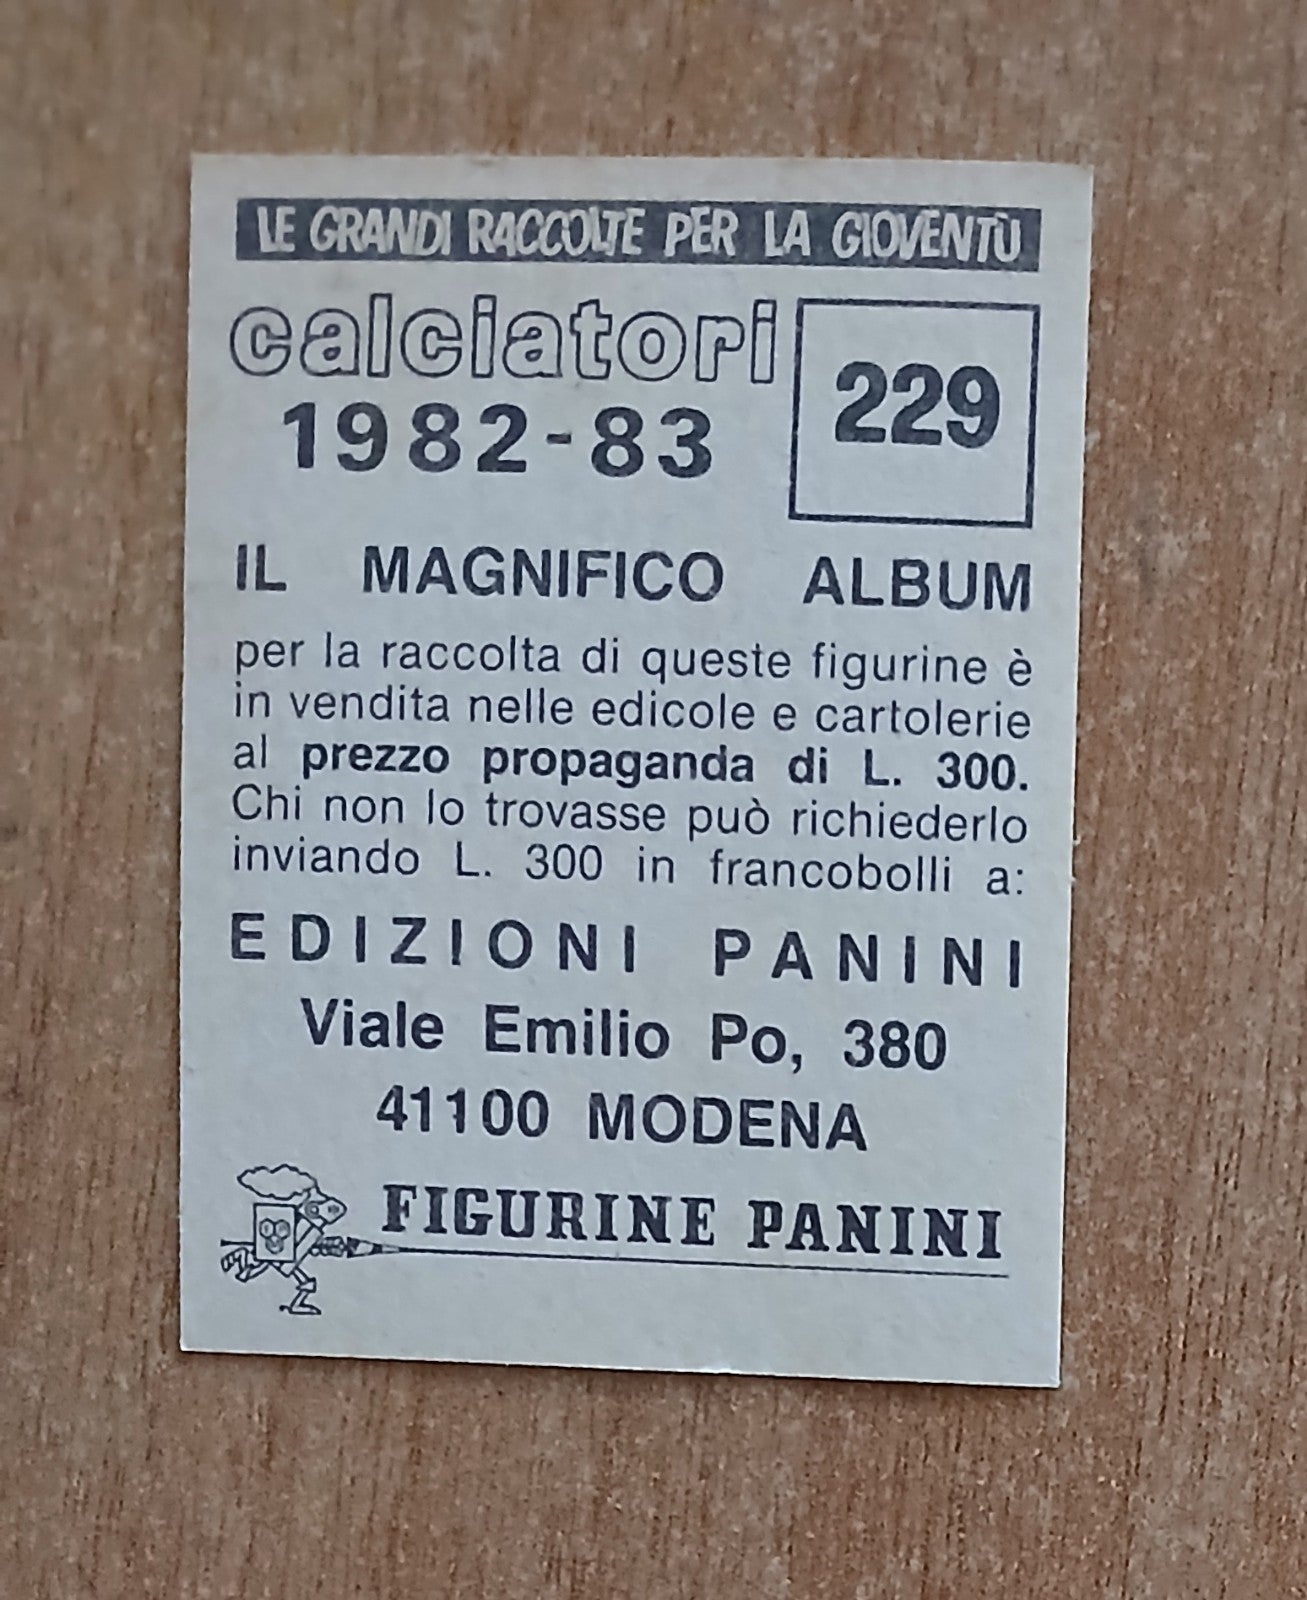 LE GRANDI RACCOLTE PER LA GIOVENTÙ
calciatori
1982-83
229
IL MAGNIFICO ALBUM
per la raccolta di queste figurine è
in vendita nelle edicole e cartolerie
al prezzo propaganda di L. 300.
Chi non lo trovasse può richiederlo
inviando L. 300 in francobolli a:
EDIZIONI PANINI
Viale Emilio Po, 380
41100 MODENA
FIGURINE PANINI